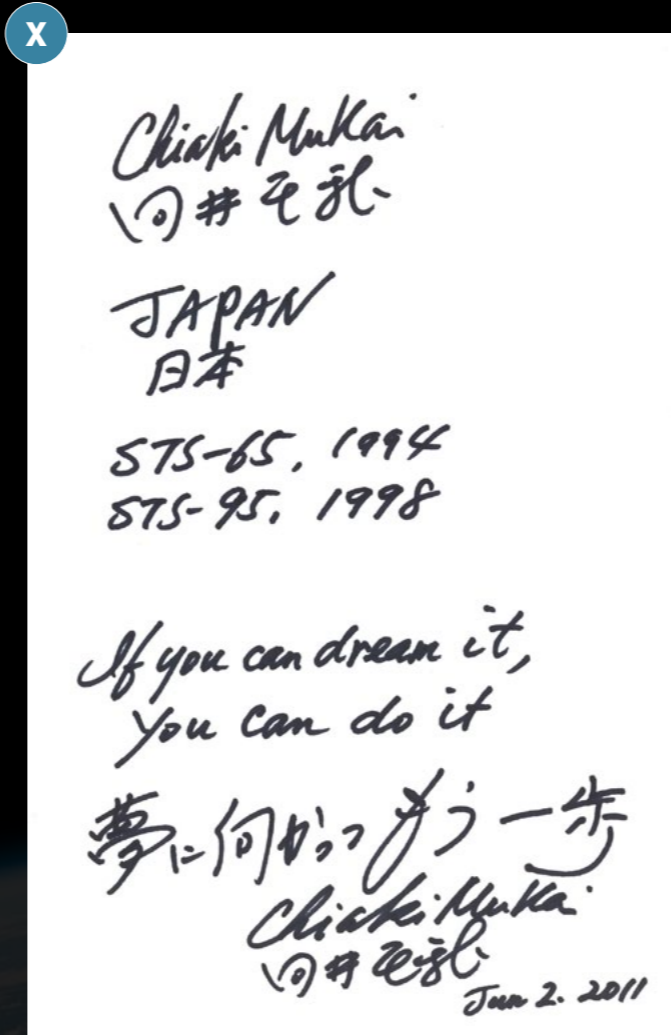 X
Chiaki Mukai
向井千秋
JAPAN
日本
STS-65, 1994
STS-95, 1998
If you can dream it,
you can do it
夢に向かってもう一歩
Chiaki Mukai
向井千秋
Jun 2. 2011